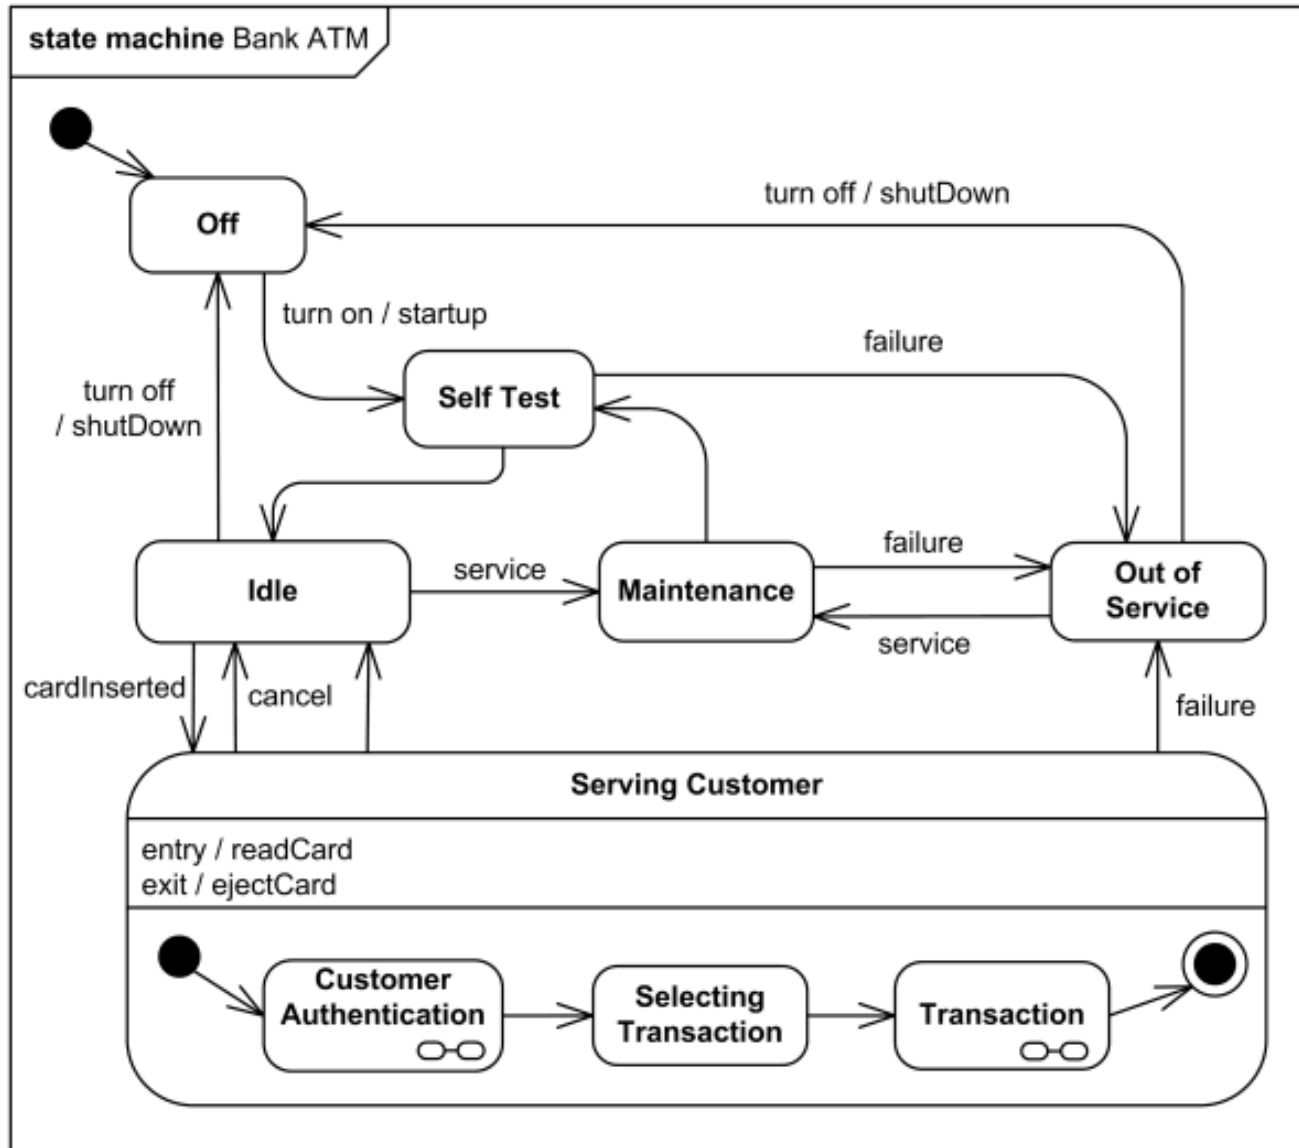 state machine Bank ATM
turn off / shutDown
Off
turn on / startup
failure
turn off
/ shutDown
Self Test
failure
Idle
service
Maintenance
Out of
Service
service
cardInserted
cancel
failure
Serving Customer
entry / readCard
exit / ejectCard
Customer
Authentication
Selecting
Transaction
Transaction